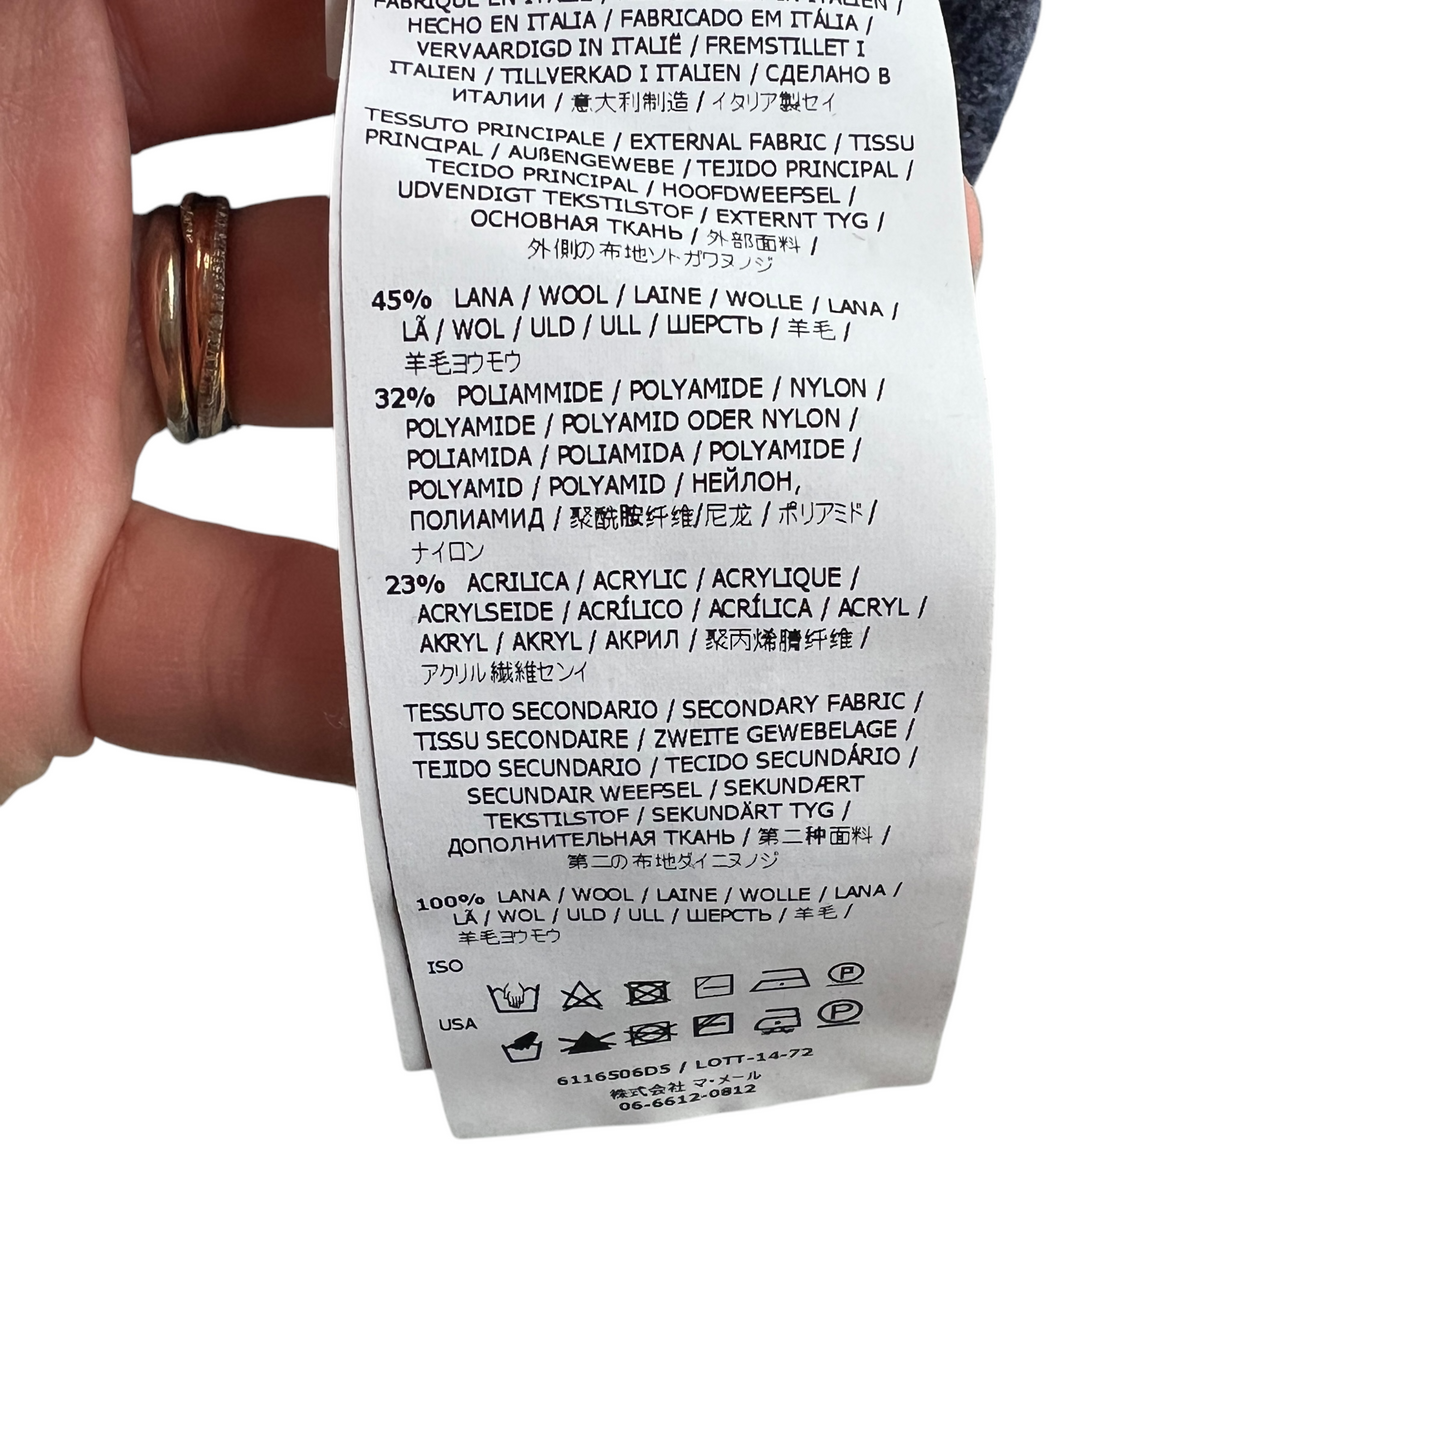 FABRIQUÉ EN ITALIE /
HECHO EN ITALIA / FABRICADO EM ITÁLIA /
VERVAARDIGD IN ITALIË / FREMSTILLET I
ITALIEN / TILLVERKAD I ITALIEN / СДЕЛАНО В
ИТАЛИИ / 意大利制造 / イタリア製セイ
TESSUTO PRINCIPALE / EXTERNAL FABRIC / TISSU
PRINCIPAL / AUßENGEWEBE / TEJIDO PRINCIPAL /
TECIDO PRINCIPAL / HOOFDWEEFSEL /
UDVENDIGT TEKSTILSTOF / EXTERNT TYG /
ОСНОВНАЯ ТКАНЬ / 外部面料 /
外側の布地ソトガワヌノジ
45% LANA / WOOL / LAINE / WOLLE / LANA /
LÃ / WOL / ULD / ULL / ШЕРСТЬ / 羊毛 /
羊毛ヨウモウ
32% POLIAMMIDE / POLYAMIDE / NYLON /
POLYAMIDE / POLYAMID ODER NYLON /
POLIAMIDA / POLIAMIDA / POLYAMIDE /
POLYAMID / POLYAMID / НЕЙЛОН,
ПОЛИАМИД / 聚酰胺纤维/尼龙 / ポリアミド /
ナイロン
23% ACRILICA / ACRYLIC / ACRYLIQUE /
ACRYLSEIDE / ACRÍLICO / ACRÍLICA / ACRYL /
AKRYL / AKRYL / АКРИЛ / 聚丙烯腈纤维 /
アクリル繊維センイ
TESSUTO SECONDARIO / SECONDARY FABRIC /
TISSU SECONDAIRE / ZWEITE GEWEBELAGE /
TEJIDO SECUNDARIO / TECIDO SECUNDÁRIO /
SECUNDAIR WEEFSEL / SEKUNDÆRT
TEKSTILSTOF / SEKUNDÄRT TYG /
ДОПОЛНИТЕЛЬНАЯ ТКАНЬ / 第二种面料 /
第二の布地ダイニヌノジ
100% LANA / WOOL / LAINE / WOLLE / LANA /
LÃ / WOL / ULD / ULL / ШЕРСТЬ / 羊毛 /
羊毛ヨウモウ
ISO
P
USA
P
6116506D5 / LOTT-14-72
株式会社 マ・メール
06-6612-0812